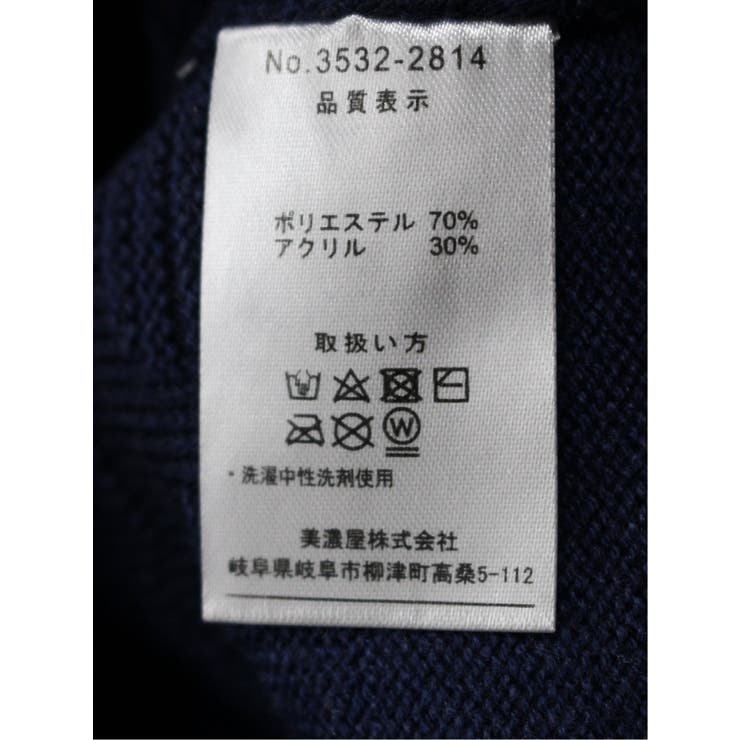 No.3532-2814
品質表示
ポリエステル 70%
アクリル 30%
取扱い方
W
・洗濯中性洗剤使用
美濃屋株式会社
岐阜県岐阜市柳津町高桑5-112